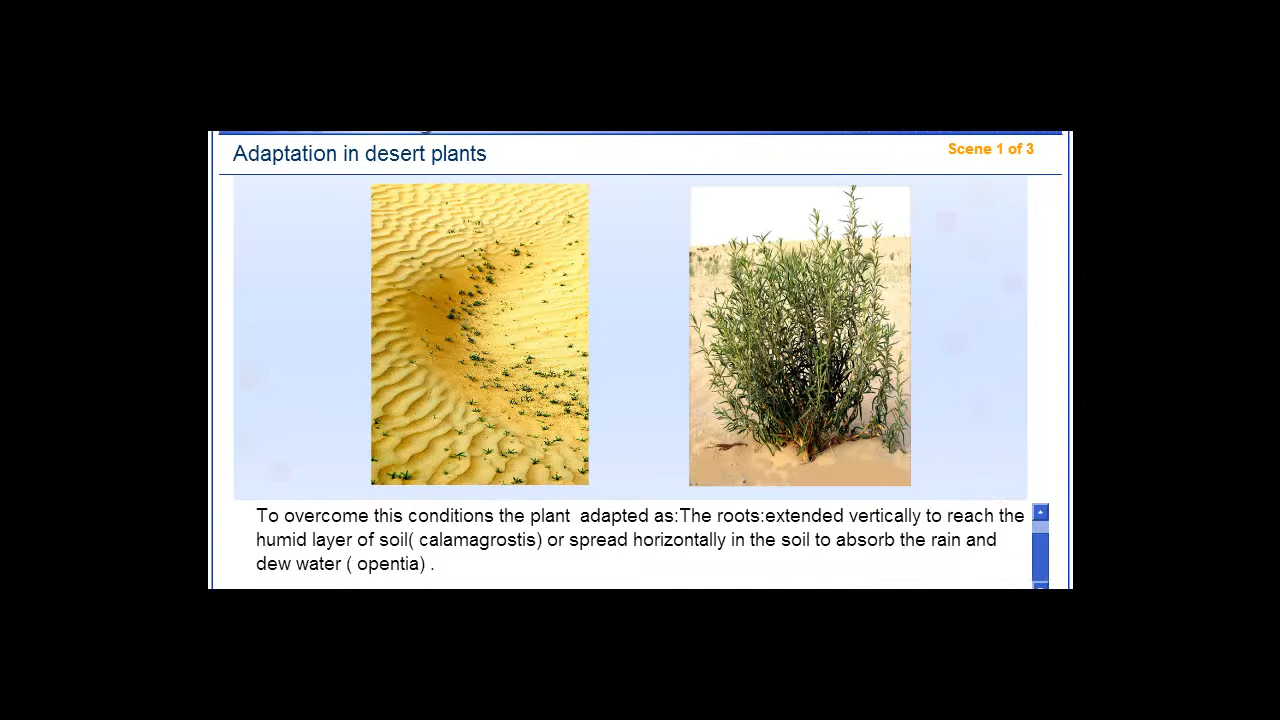 Adaptation in desert plants
Scene 1 of 3
To overcome this conditions the plant adapted as:The roots:extended vertically to reach the
humid layer of soil( calamagrostis) or spread horizontally in the soil to absorb the rain and
dew water ( opentia) .